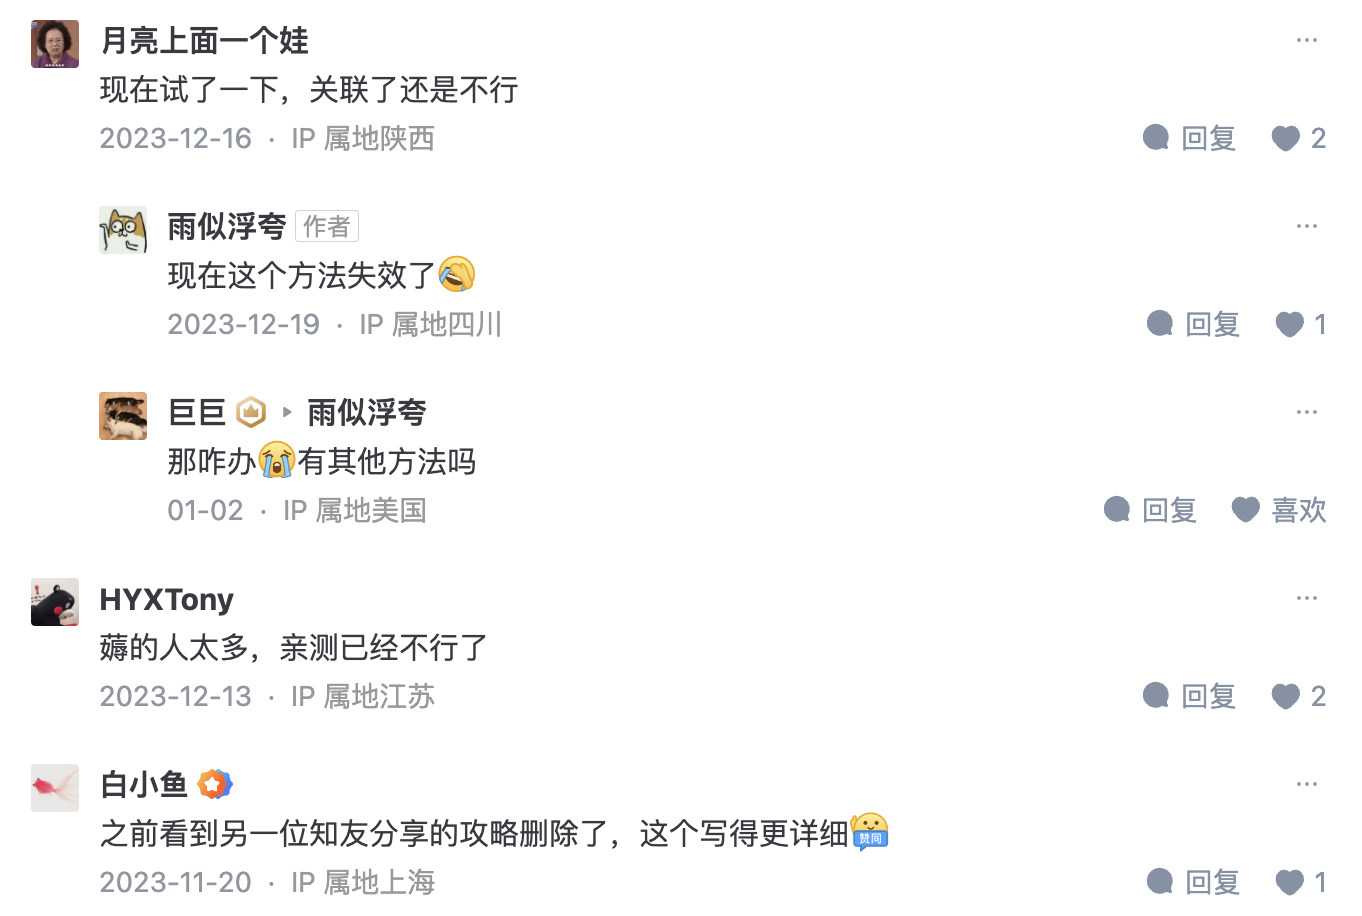 月亮上面一个娃
现在试了一下，关联了还是不行
2023-12-16 · IP 属地陕西 回复 2
雨似浮夸 作者
现在这个方法失效了
2023-12-19 · IP 属地四川 回复 1
巨巨 雨似浮夸
那咋办有其他方法吗
01-02 · IP 属地美国 回复 喜欢
HYXTony
薅的人太多，亲测已经不行了
2023-12-13 · IP 属地江苏 回复 2
白小鱼
之前看到另一位知友分享的攻略删除了，这个写得更详细赞同
2023-11-20 · IP 属地上海 回复 1